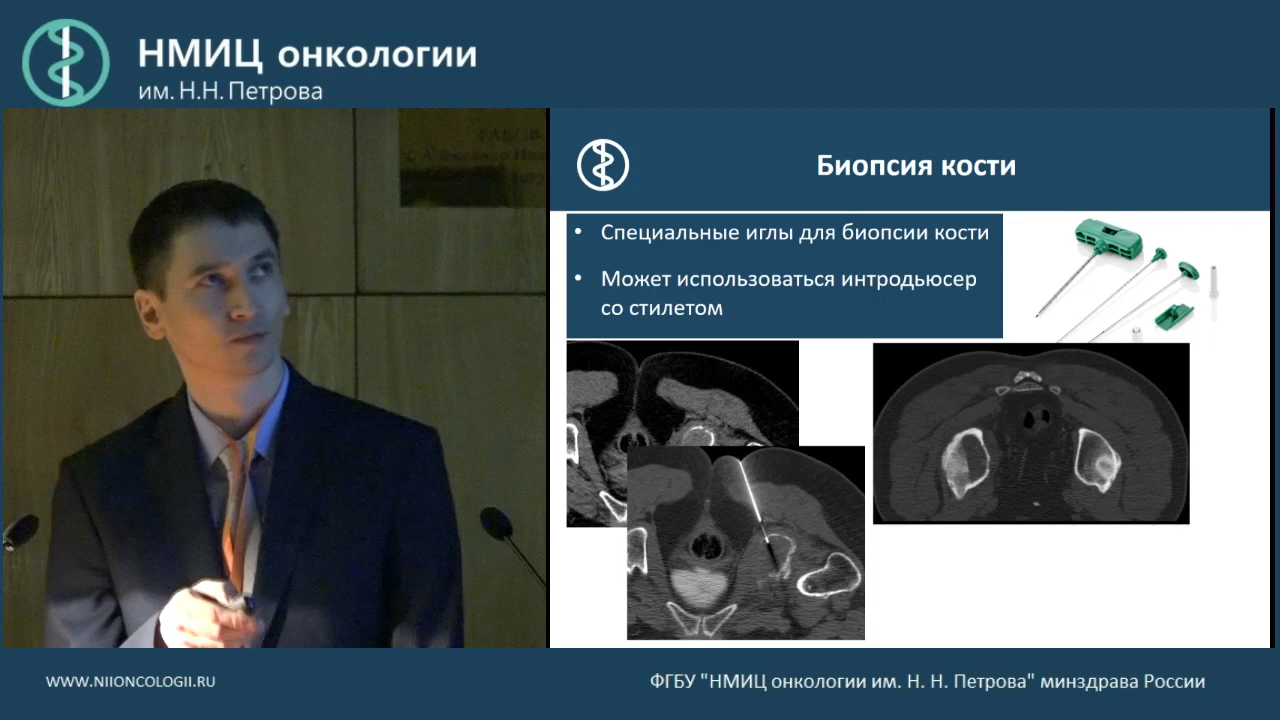 НМИЦ онкологии
им. Н.Н. Петрова
Биопсия кости
• Специальные иглы для биопсии кости
• Может использоваться интродьюсер
со стилетом
WWW.NIIONCOLOGII.RU
ФГБУ "НМИЦ онкологии им. Н. Н. Петрова" минздрава России